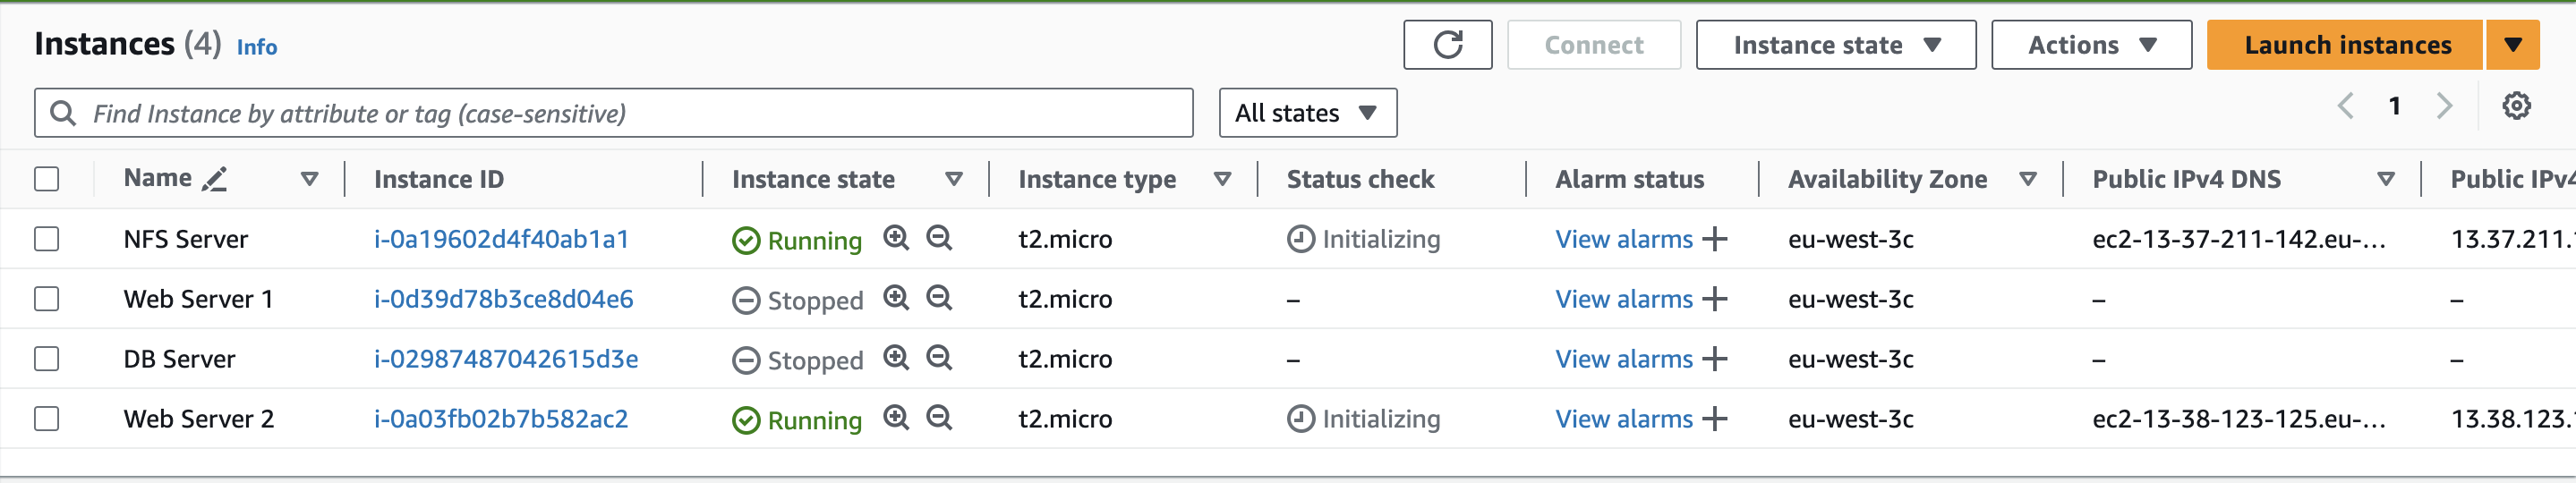 Instances (4) Info Connect Instance state Actions Launch instances
Find Instance by attribute or tag (case-sensitive) All states 1
Name Instance ID Instance state Instance type Status check Alarm status Availability Zone Public IPv4 DNS Public IPv4
NFS Server i-0a19602d4f40ab1a1 Running t2.micro Initializing View alarms + eu-west-3c ec2-13-37-211-142.eu-... 13.37.211.
Web Server 1 i-0d39d78b3ce8d04e6 Stopped t2.micro – View alarms + eu-west-3c – –
DB Server i-02987487042615d3e Stopped t2.micro – View alarms + eu-west-3c – –
Web Server 2 i-0a03fb02b7b582ac2 Running t2.micro Initializing View alarms + eu-west-3c ec2-13-38-123-125.eu-... 13.38.123.